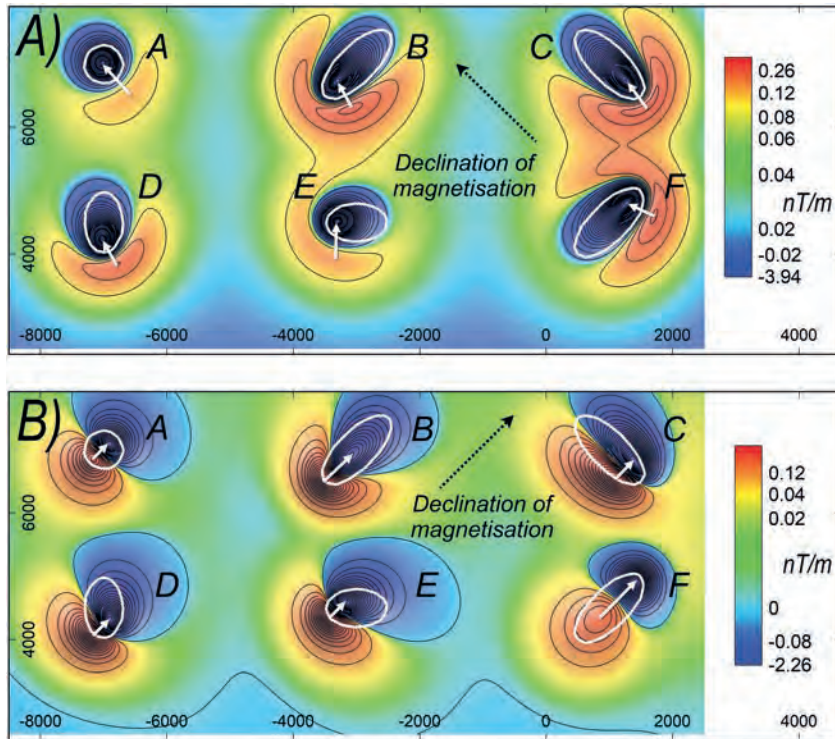 A)
A
B
C
D
E
F
Declination of
magnetisation
6000
4000
-8000 -6000 -4000 -2000 0 2000 4000
0.26
0.12
0.08
0.06
0.04
0.02
-0.02
-3.94
nT/m
B)
A
B
C
D
E
F
Declination of
magnetisation
6000
4000
-8000 -6000 -4000 -2000 0 2000 4000
0.12
0.04
0.02
0
-0.08
-2.26
nT/m